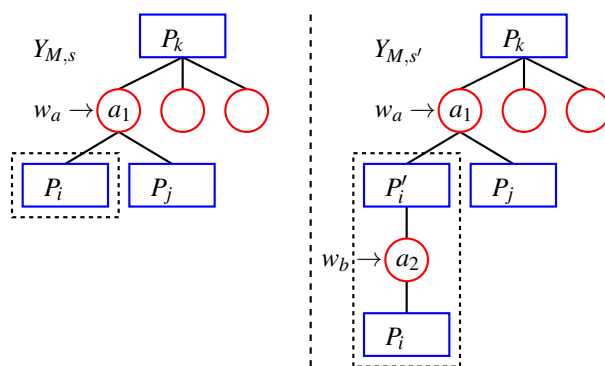 Y_{M,s}
P_k
w_a → a_1
P_i
P_j
Y_{M,s'}
P_k
w_a → a_1
P'_i
P_j
w_b → a_2
P_i